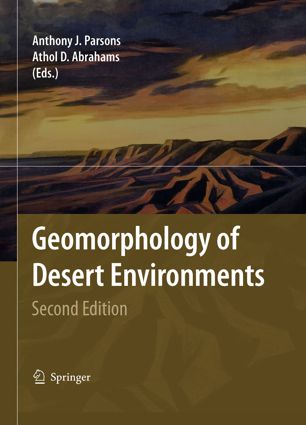 Anthony J. Parsons
Athol D. Abrahams
(Eds.)
Geomorphology of
Desert Environments
Second Edition
Springer